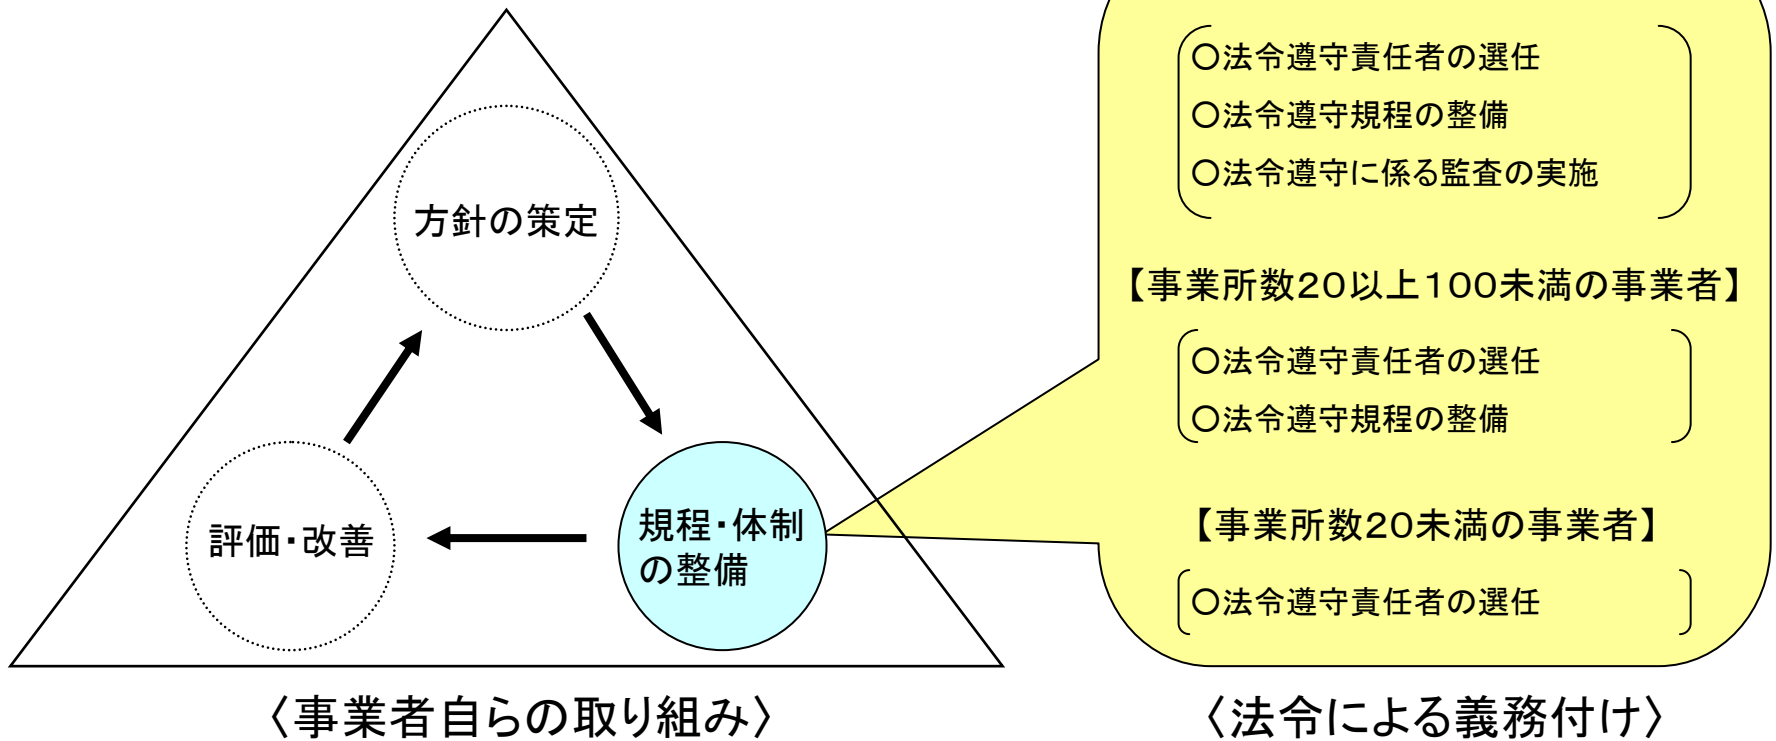 方針の策定
規程・体制
の整備
評価・改善
〈事業者自らの取り組み〉
○法令遵守責任者の選任
○法令遵守規程の整備
○法令遵守に係る監査の実施
【事業所数20以上100未満の事業者】
○法令遵守責任者の選任
○法令遵守規程の整備
【事業所数20未満の事業者】
○法令遵守責任者の選任
〈法令による義務付け〉